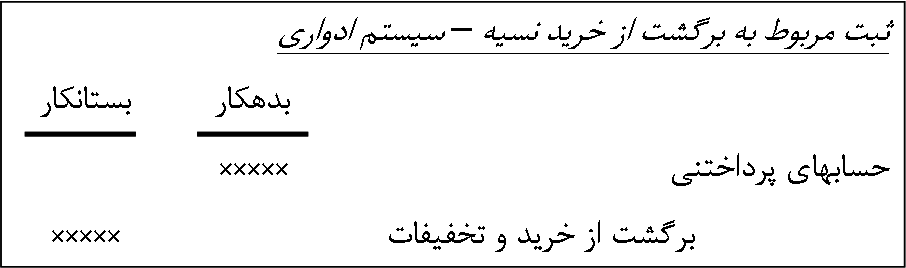 ثبت مربوط به برگشت از خرید نسیه – سیستم ادواری
بدهکار بستانکار
حسابهای پرداختنی ×××××
برگشت از خرید و تخفیفات ×××××